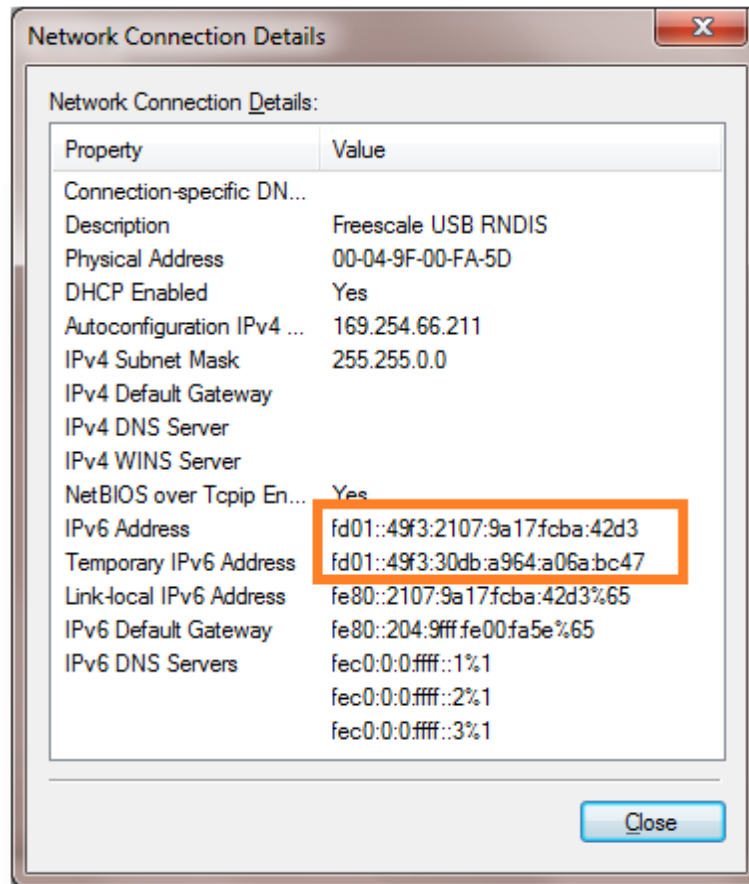 Network Connection Details
Network Connection Details:
Property Value
Connection-specific DN...
Description Freescale USB RNDIS
Physical Address 00-04-9F-00-FA-5D
DHCP Enabled Yes
Autoconfiguration IPv4 ... 169.254.66.211
IPv4 Subnet Mask 255.255.0.0
IPv4 Default Gateway
IPv4 DNS Server
IPv4 WINS Server
NetBIOS over Tcpip En... Yes
IPv6 Address fd01::49f3:2107:9a17:fcba:42d3
Temporary IPv6 Address fd01::49f3:30db:a964:a06a:bc47
Link-local IPv6 Address fe80::2107:9a17:fcba:42d3%65
IPv6 Default Gateway fe80::204:9fff:fe00:fa5e%65
IPv6 DNS Servers fec0:0:0:ffff::1%1
fec0:0:0:ffff::2%1
fec0:0:0:ffff::3%1
Close